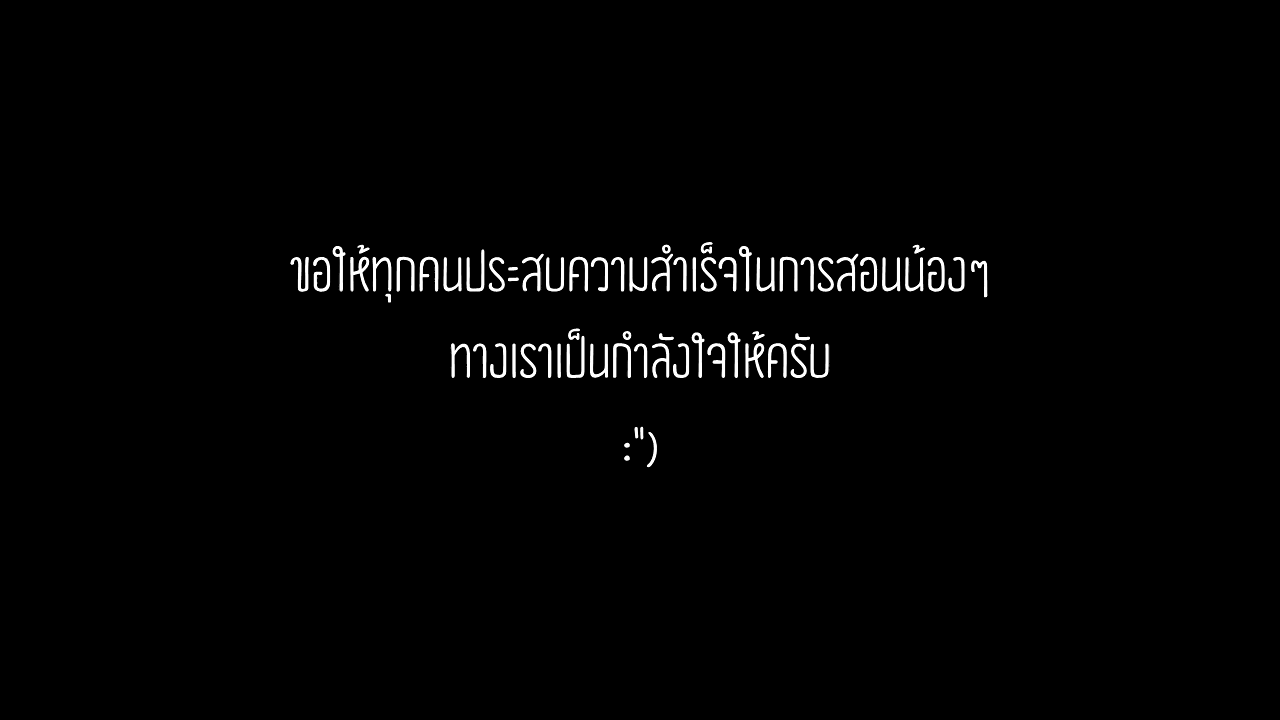 ขอให้ทุกคนประสบความสำเร็จในการสอนน้องๆ
ทางเราเป็นกำลังใจให้ครับ
:")